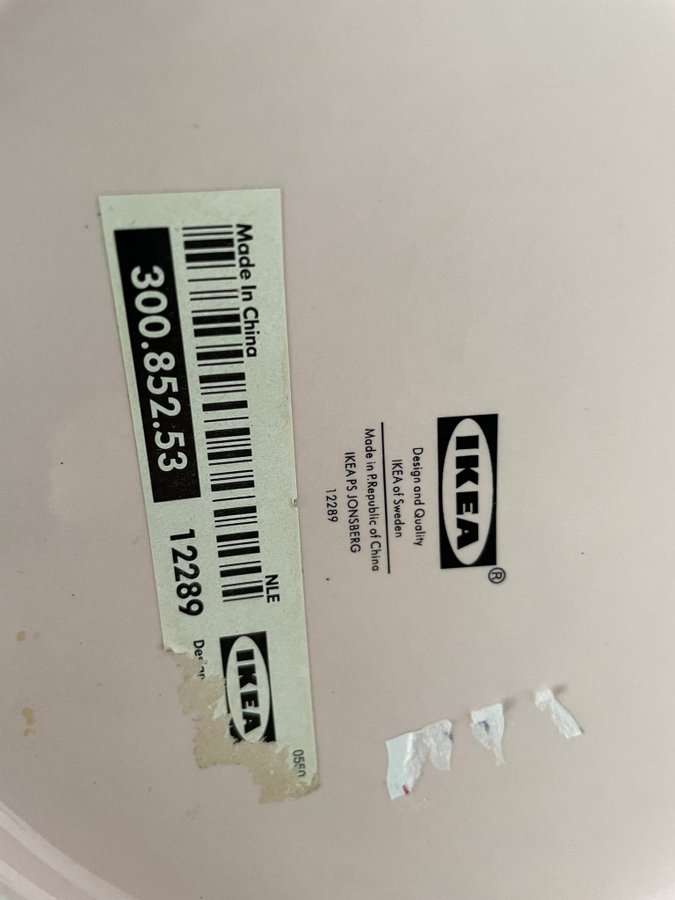 IKEA®
Design and Quality
IKEA of Sweden
Made in P.Republic of China
IKEA PS JONSBERG
12289
Made In China
NLE
300.852.53
12289
IKEA